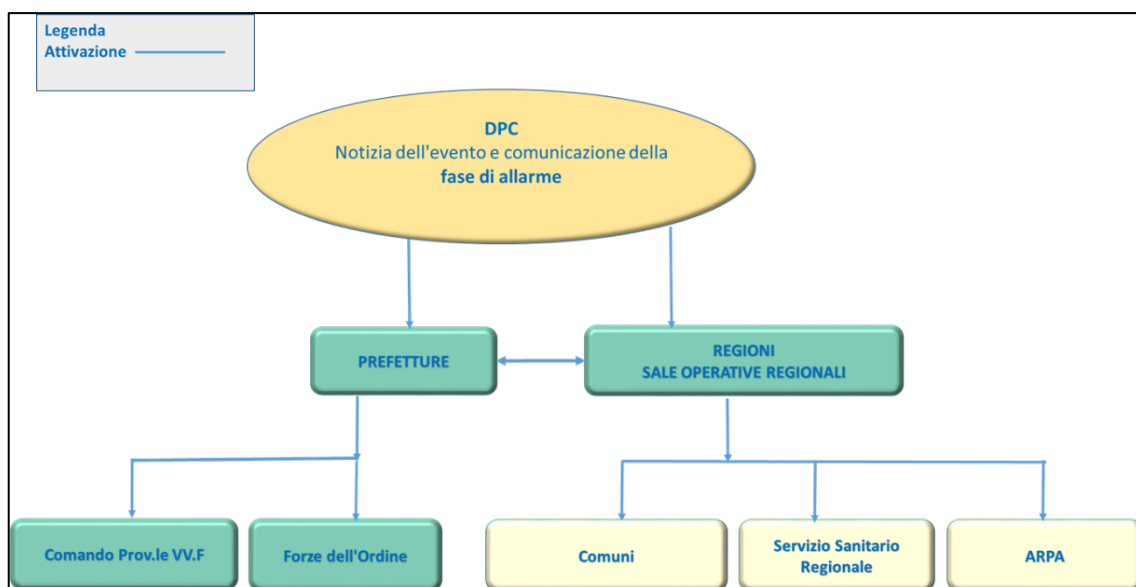 Legenda
Attivazione
DPC
Notizia dell'evento e comunicazione della
fase di allarme
PREFETTURE
REGIONI
SALE OPERATIVE REGIONALI
Comando Prov.le VV.F
Forze dell'Ordine
Comuni
Servizio Sanitario
Regionale
ARPA